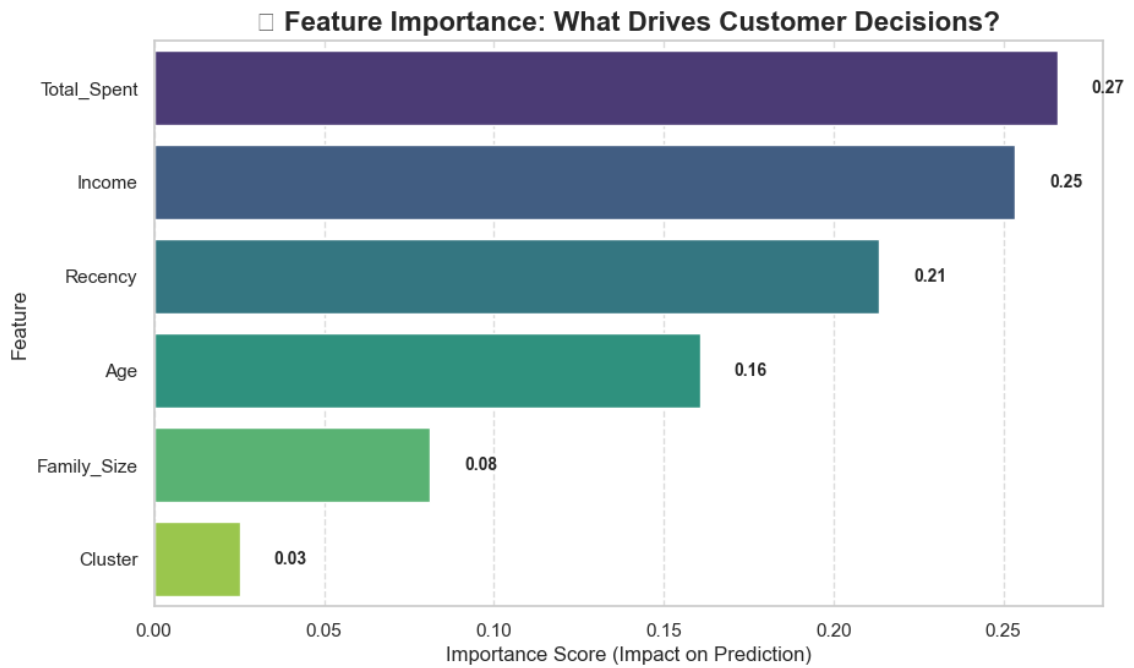 Feature Importance: What Drives Customer Decisions?
Total_Spent
0.27
Income
0.25
Recency
0.21
Age
0.16
Family_Size
0.08
Cluster
0.03
Feature
0.00 0.05 0.10 0.15 0.20 0.25
Importance Score (Impact on Prediction)